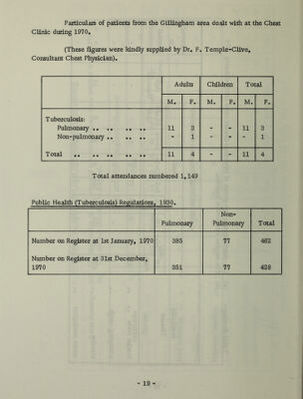 Particulars of patients from the Gillingham area dealt with at the Chest
Clinic during 1970.
(These figures were kindly supplied by Dr. F. Temple-Clive,
Consultant Chest Physician).
Adults Children Total
M. F. M. F. M. F.
Tuberculosis:
Pulmonary .. .. .. .. 11 3 - - 11 3
Non-pulmonary .. .. .. - 1 - - - 1
Total .. .. .. .. .. 11 4 - - 11 4
Total attendances numbered 1,149
Public Health (Tuberculosis) Regulations, 1930.
Pulmonary Non-Pulmonary Total
Number on Register at 1st January, 1970 385 77 462
Number on Register at 31st December,
1970 351 77 428
- 19 -